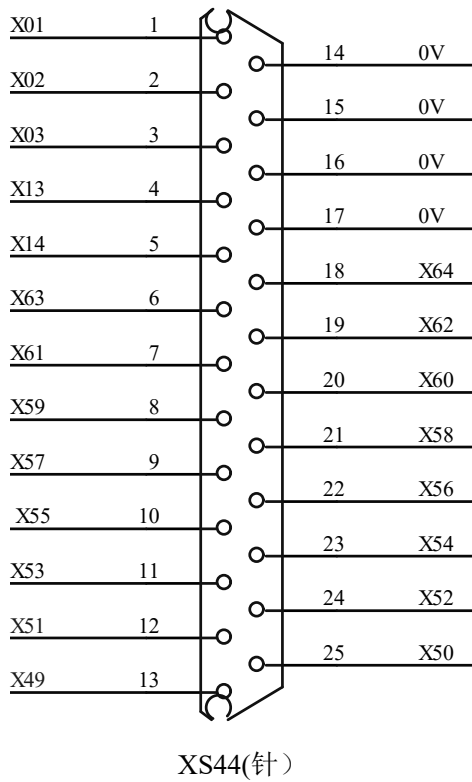 X01 1
14 0V
X02 2
15 0V
X03 3
16 0V
X13 4
17 0V
X14 5
18 X64
X63 6
19 X62
X61 7
20 X60
X59 8
21 X58
X57 9
22 X56
X55 10
23 X54
X53 11
24 X52
X51 12
25 X50
X49 13
XS44(针）